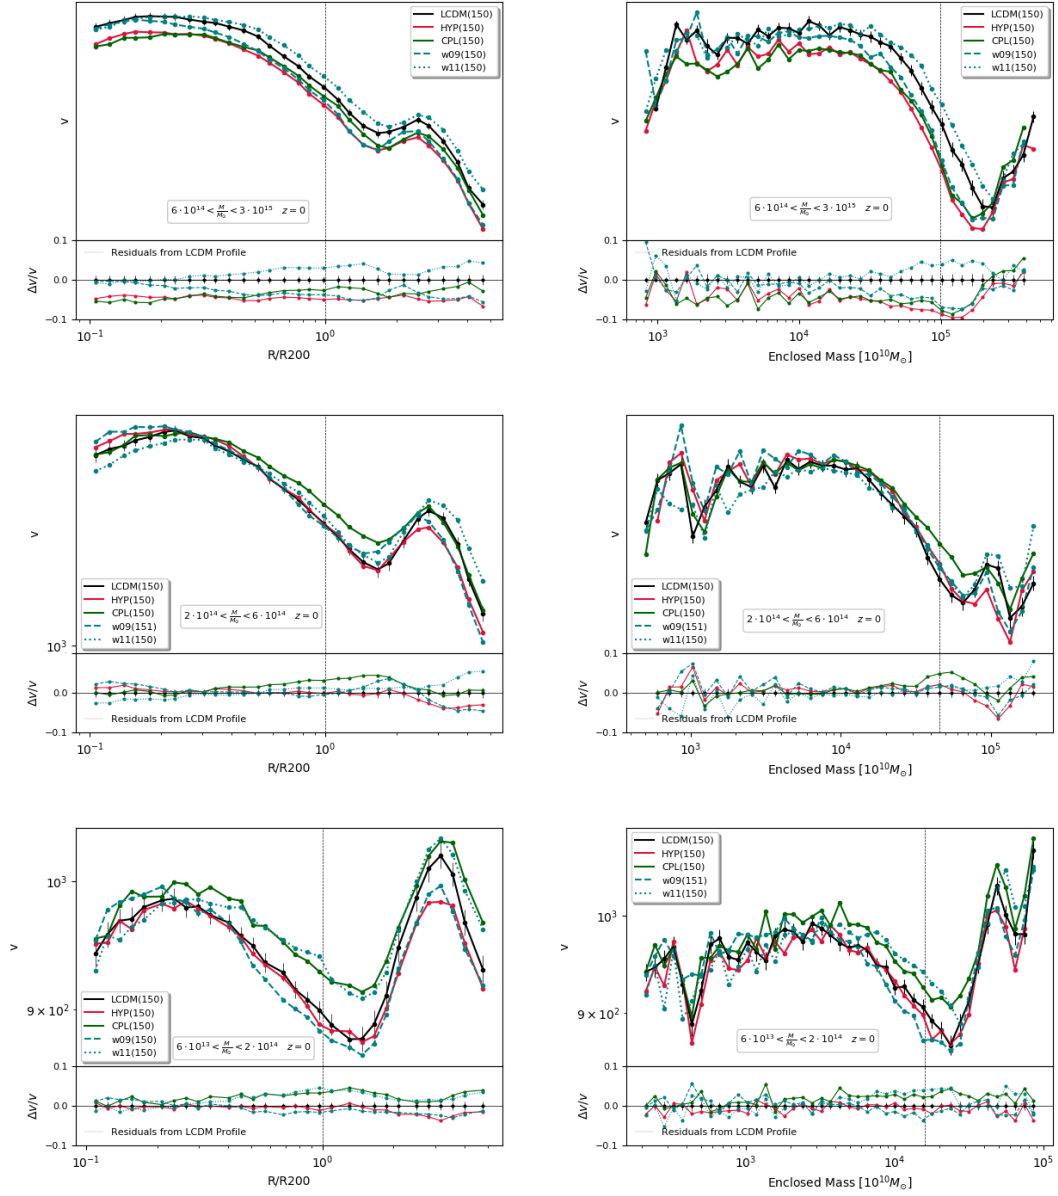 LCDM(150)
HYP(150)
CPL(150)
w09(150)
w11(150)
v
6·10¹⁴ < M/M₀ < 3·10¹⁵ z=0
0.1
0.0
−0.1
Δv/v
Residuals from LCDM Profile
10⁻¹
10⁰
R/R200
LCDM(150)
HYP(150)
CPL(150)
w09(150)
w11(150)
v
6·10¹⁴ < M/M₀ < 3·10¹⁵ z=0
0.1
0.0
−0.1
Δv/v
Residuals from LCDM Profile
10³
10⁴
10⁵
Enclosed Mass [10¹⁰M☉]
v
LCDM(150)
HYP(150)
CPL(150)
w09(151)
w11(150)
2·10¹⁴ < M/M₀ < 6·10¹⁴ z=0
10³
0.1
0.0
−0.1
Δv/v
Residuals from LCDM Profile
10⁻¹
10⁰
R/R200
v
LCDM(150)
HYP(150)
CPL(150)
w09(151)
w11(150)
2·10¹⁴ < M/M₀ < 6·10¹⁴ z=0
0.1
0.0
−0.1
Δv/v
Residuals from LCDM Profile
10³
10⁴
10⁵
Enclosed Mass [10¹⁰M☉]
10³
v
9 × 10²
LCDM(150)
HYP(150)
CPL(150)
w09(150)
w11(150)
6·10¹³ < M/M₀ < 2·10¹⁴ z=0
0.1
0.0
−0.1
Δv/v
Residuals from LCDM Profile
10⁻¹
10⁰
R/R200
LCDM(150)
HYP(150)
CPL(150)
w09(151)
w11(150)
10³
v
9 × 10²
6·10¹³ < M/M₀ < 2·10¹⁴ z=0
0.1
0.0
−0.1
Δv/v
Residuals from LCDM Profile
10³
10⁴
10⁵
Enclosed Mass [10¹⁰M☉]